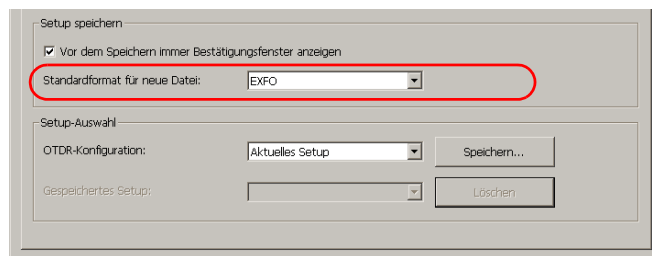 Setup speichern
Vor dem Speichern immer Bestätigungsfenster anzeigen
Standardformat für neue Datei: EXFO
Setup-Auswahl
OTDR-Konfiguration: Aktuelles Setup Speichern...
Gespeichertes Setup: Löschen